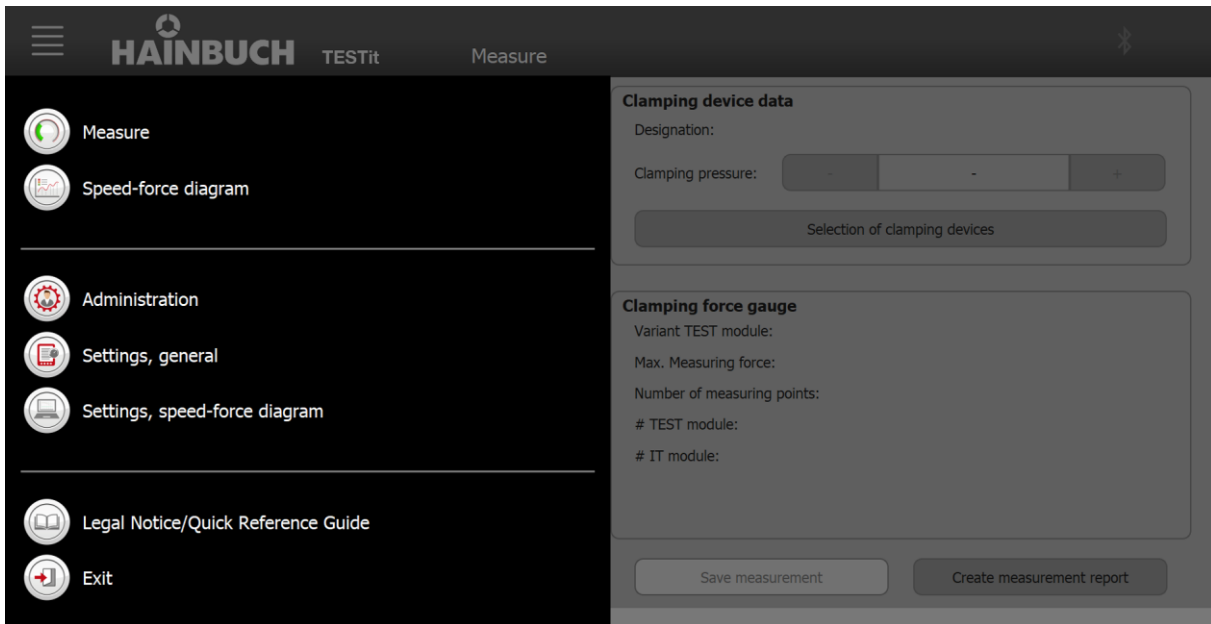 HAINBUCH TESTit Measure
Measure
Speed-force diagram
Administration
Settings, general
Settings, speed-force diagram
Legal Notice/Quick Reference Guide
Exit
Clamping device data
Designation:
Clamping pressure: - - +
Selection of clamping devices
Clamping force gauge
Variant TEST module:
Max. Measuring force:
Number of measuring points:
# TEST module:
# IT module:
Save measurement Create measurement report